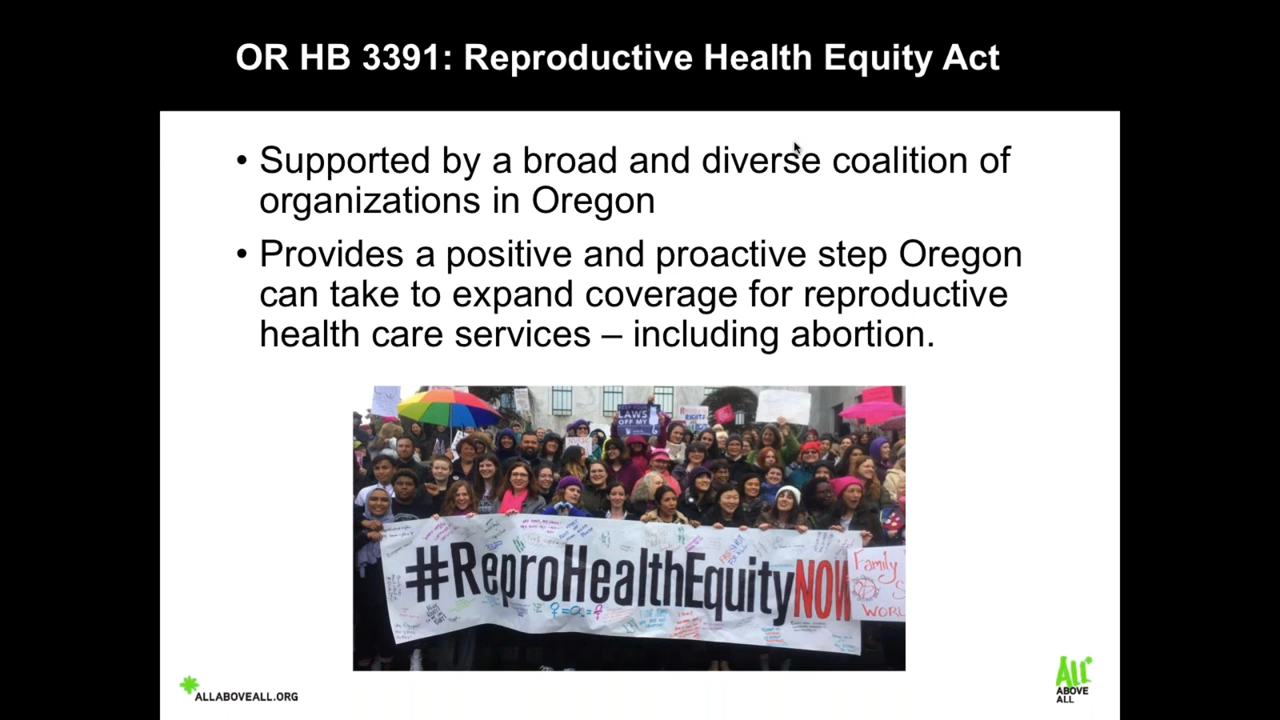 OR HB 3391: Reproductive Health Equity Act
• Supported by a broad and diverse coalition of
organizations in Oregon
• Provides a positive and proactive step Oregon
can take to expand coverage for reproductive
health care services – including abortion.
LAWS
OFF MY
#ReproHealthEquityNOW
Family
WORL
ALLABOVEALL.ORG
All
ABOVE
ALL